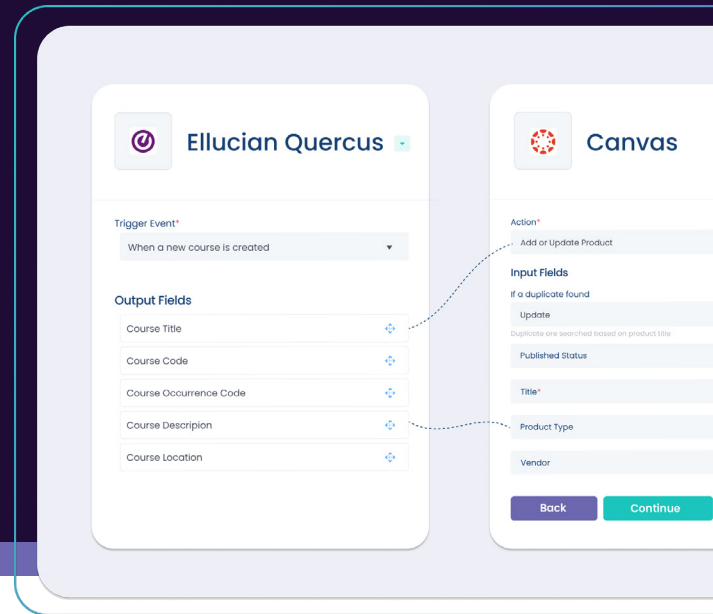 Ellucian Quercus
Trigger Event*
When a new course is created
Output Fields
Course Title
Course Code
Course Occurrence Code
Course Descripion
Course Location
Canvas
Action*
Add or Update Product
Input Fields
If a duplicate found
Update
Duplicate are searched based on product title
Published Status
Title*
Product Type
Vendor
Back
Continue